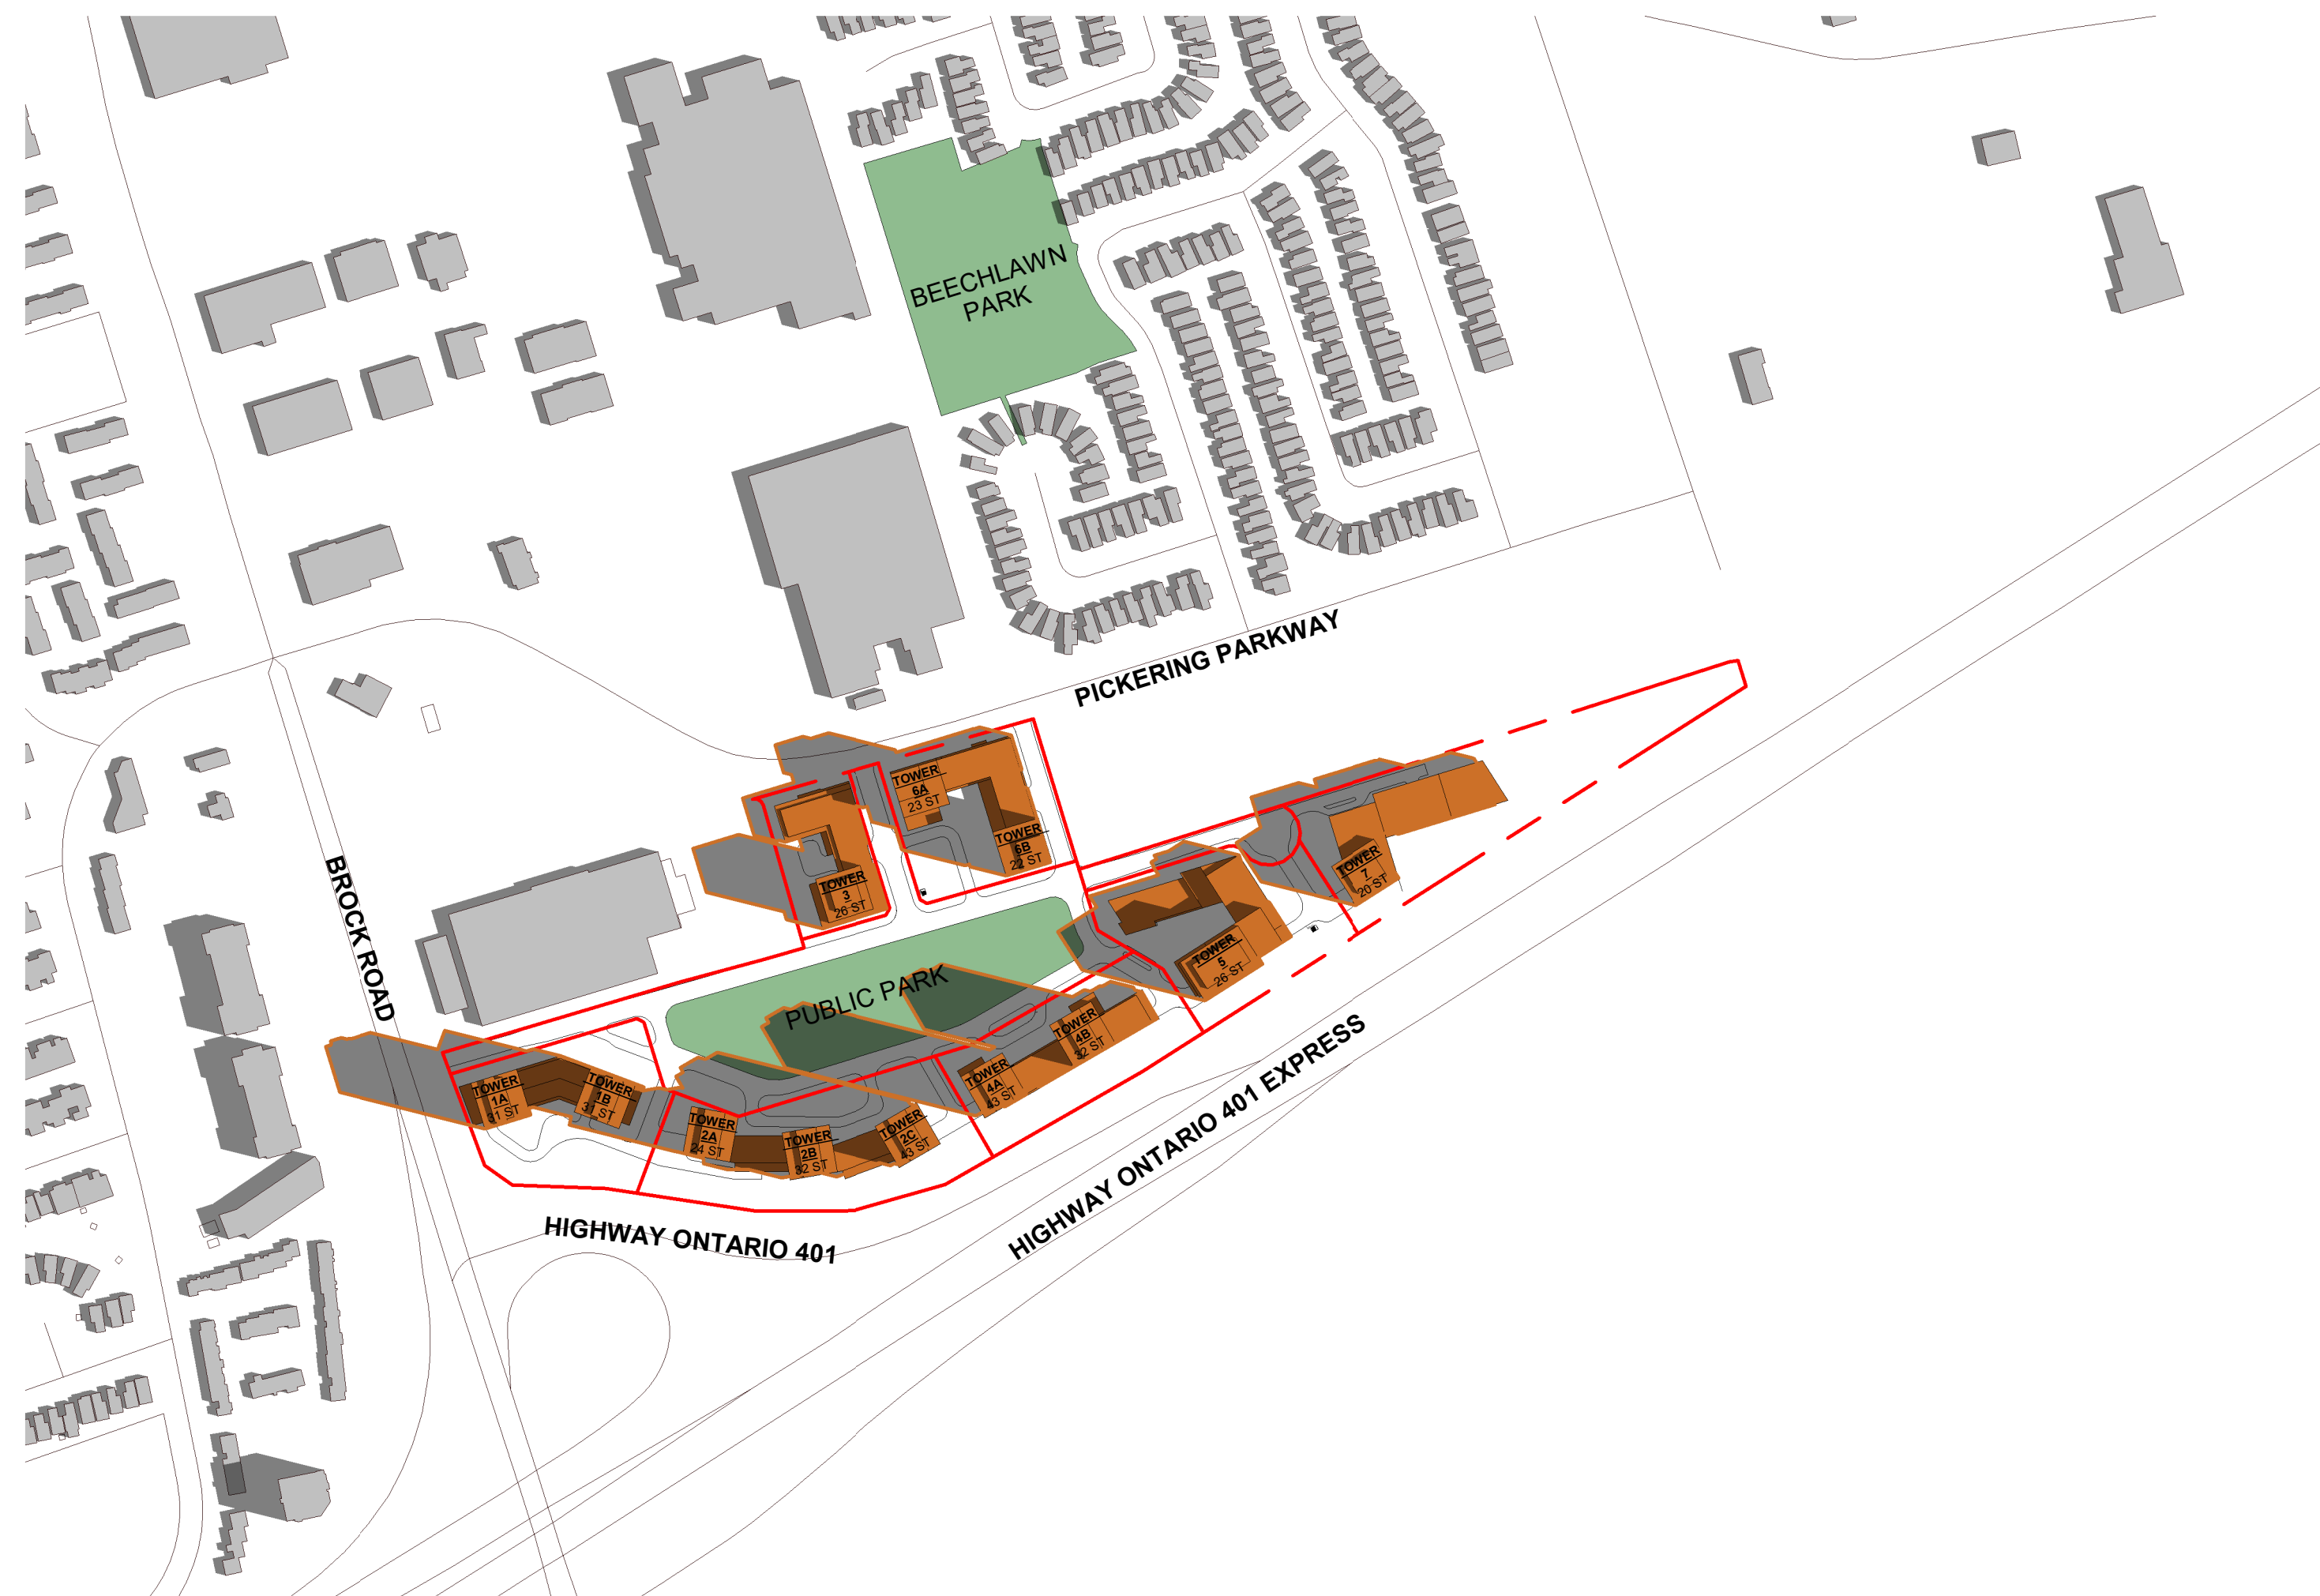 BEECHLAWN
PARK
PICKERING PARKWAY
TOWER
6A
23 ST
TOWER
6B
22 ST
TOWER
3
26 ST
TOWER
7
20 ST
BROCK ROAD
TOWER
5
26 ST
PUBLIC PARK
TOWER
4B
32 ST
TOWER
4A
43 ST
TOWER
1A
31 ST
TOWER
1B
31 ST
TOWER
2A
24 ST
TOWER
2B
32 ST
TOWER
2C
43 ST
HIGHWAY ONTARIO 401
HIGHWAY ONTARIO 401 EXPRESS